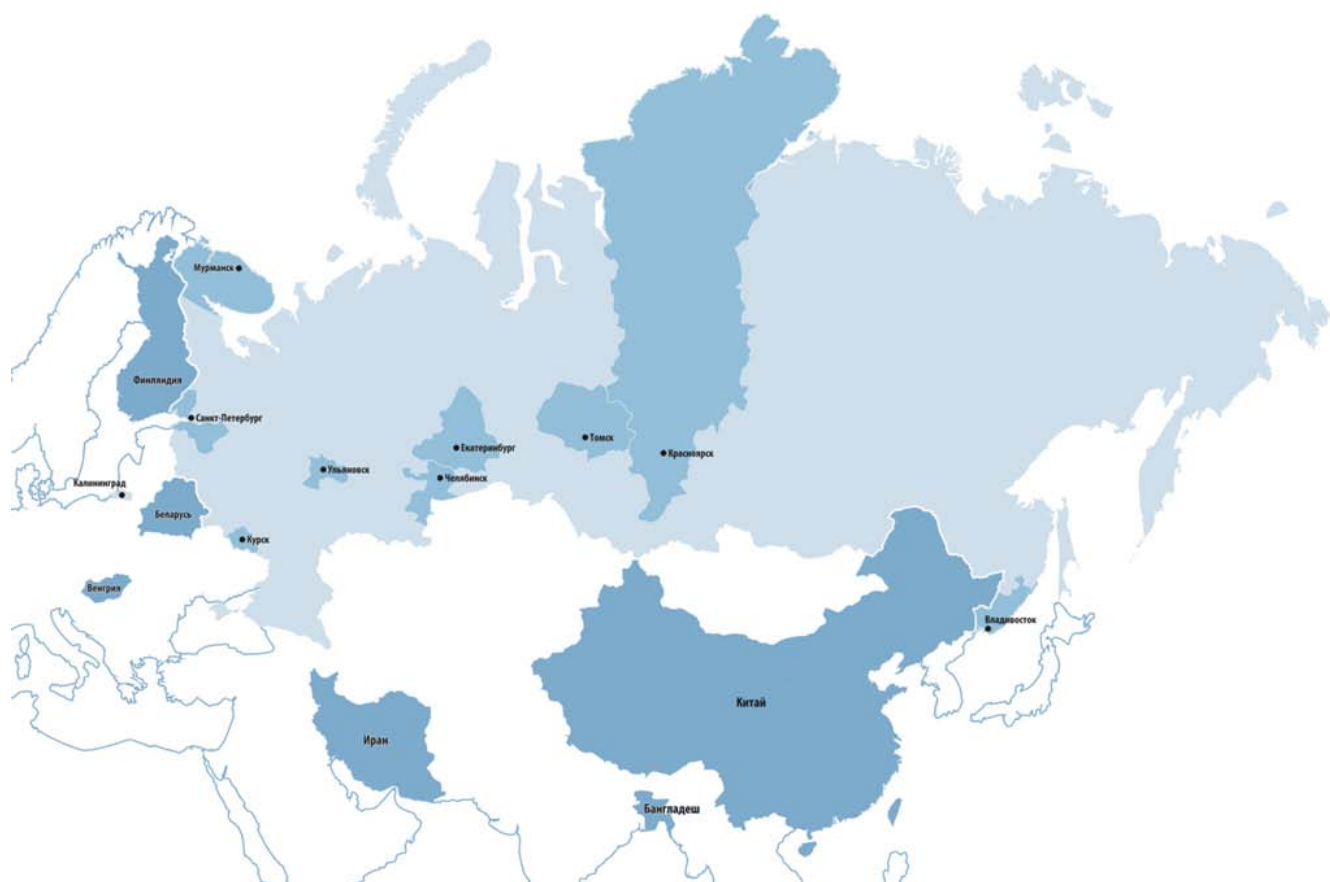 Мурманск
Финляндия
Санкт-Петербург
Екатеринбург
Томск
Красноярск
Ульяновск
Челябинск
Калининград
Беларусь
Курск
Венгрия
Владивосток
Китай
Иран
Бангладеш